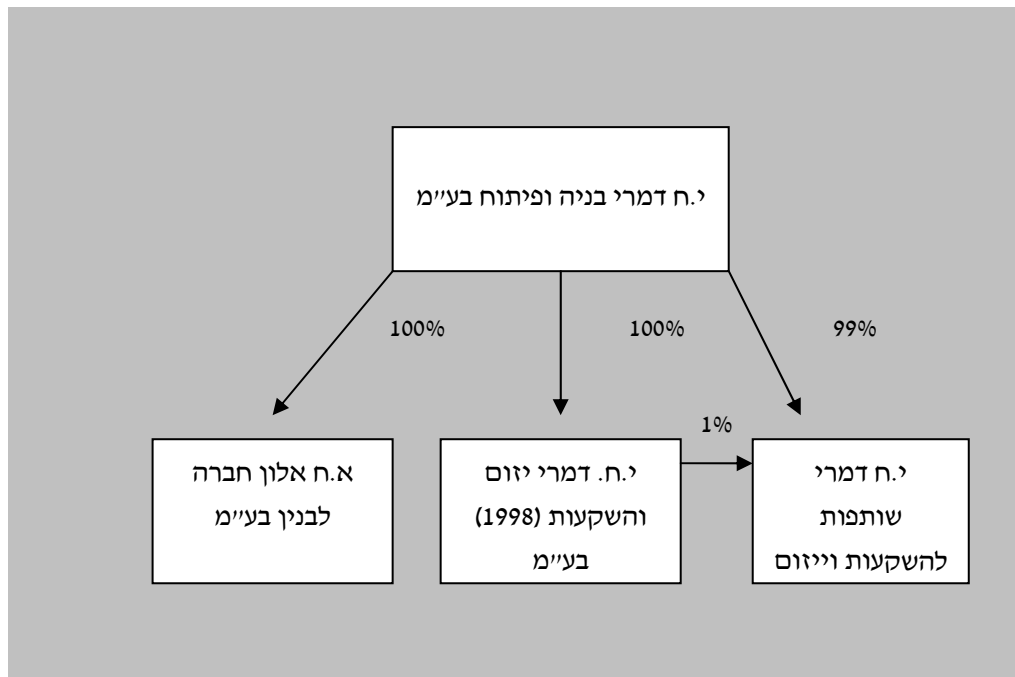 י.ח דמרי בניה ופיתוח בע״מ
99%
100%
100%
1%
י.ח דמרי
שותפות
להשקעות וייזום
י.ח. דמרי יזום
והשקעות (1998)
בע״מ
א.ח אלון חברה
לבנין בע״מ